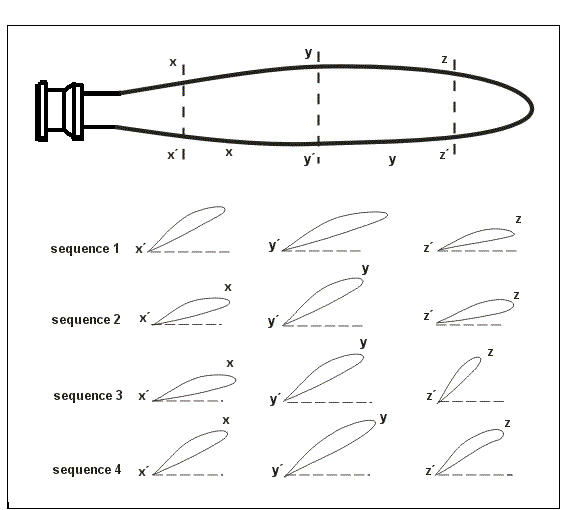 x y z
x´ x y´ y z´
sequence 1 x´ y´ z´ z
sequence 2 x´ x y´ y z´ z
sequence 3 x´ x y´ y z´ z
sequence 4 x´ x y´ y z´ z